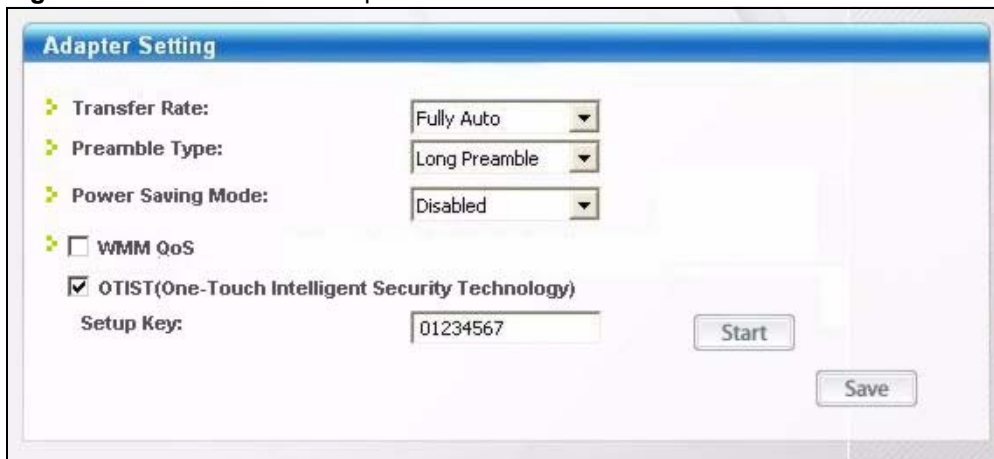 Adapter Setting
Transfer Rate: Fully Auto
Preamble Type: Long Preamble
Power Saving Mode: Disabled
WMM QoS
OTIST(One-Touch Intelligent Security Technology)
Setup Key: 01234567 Start
Save